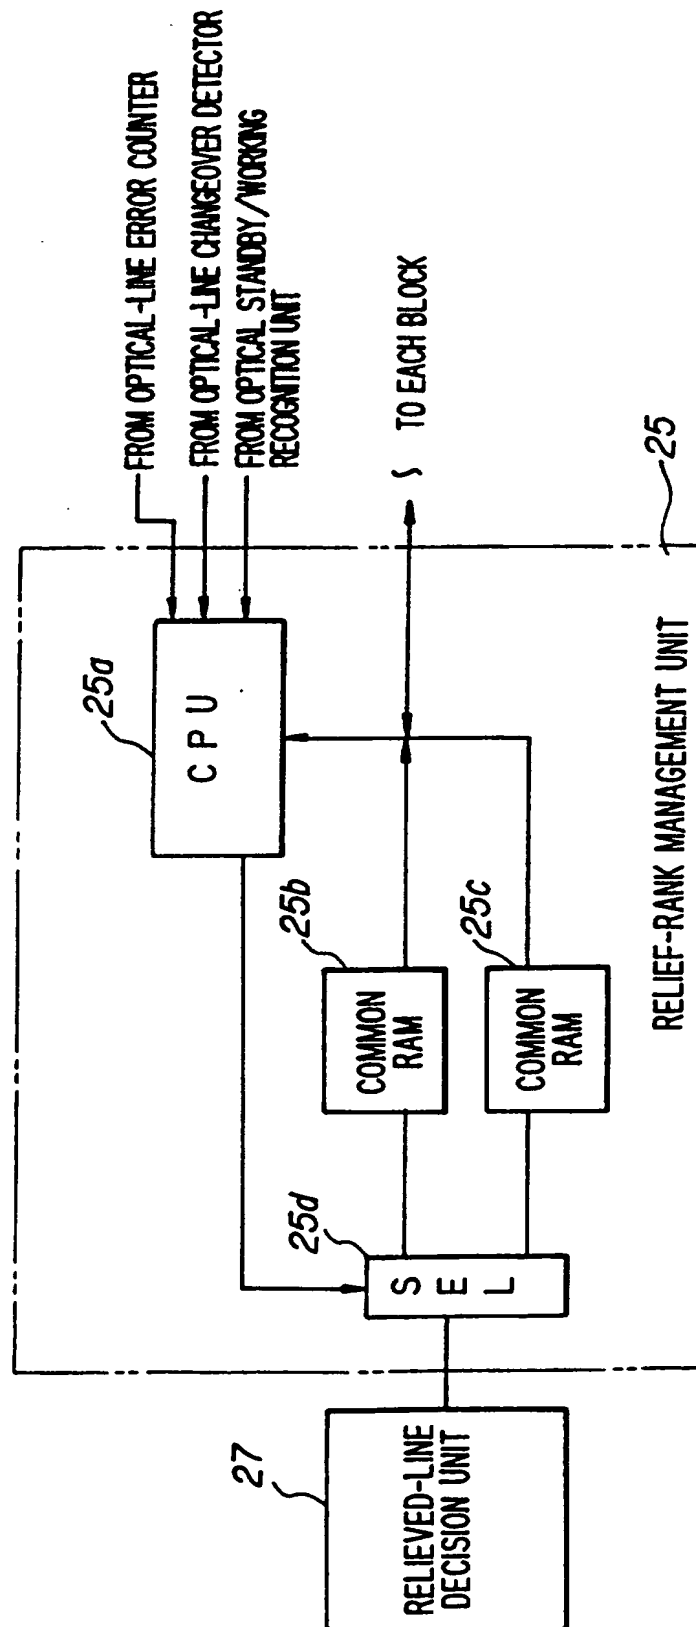 FROM OPTICAL-LINE ERROR COUNTER
FROM OPTICAL-LINE CHANGEOVER DETECTOR
FROM OPTICAL STANDBY/WORKING
RECOGNITION UNIT
25a
CPU
TO EACH BLOCK
25
25b
COMMON
RAM
25c
COMMON
RAM
25d
SEL
27
RELIEVED-LINE
DECISION UNIT
RELIEF-RANK MANAGEMENT UNIT